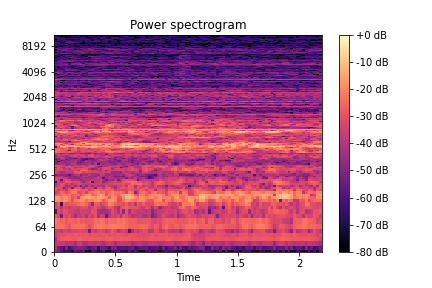 Power spectrogram
Hz
8192
4096
2048
1024
512
256
128
64
0
0
0.5
1
1.5
2
Time
+0 dB
-10 dB
-20 dB
-30 dB
-40 dB
-50 dB
-60 dB
-70 dB
-80 dB